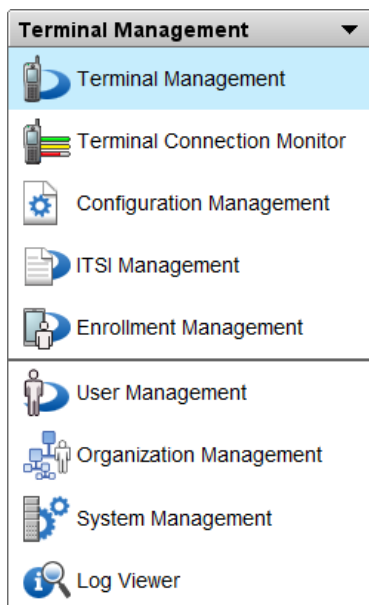 Terminal Management
Terminal Management
Terminal Connection Monitor
Configuration Management
ITSI Management
Enrollment Management
User Management
Organization Management
System Management
Log Viewer